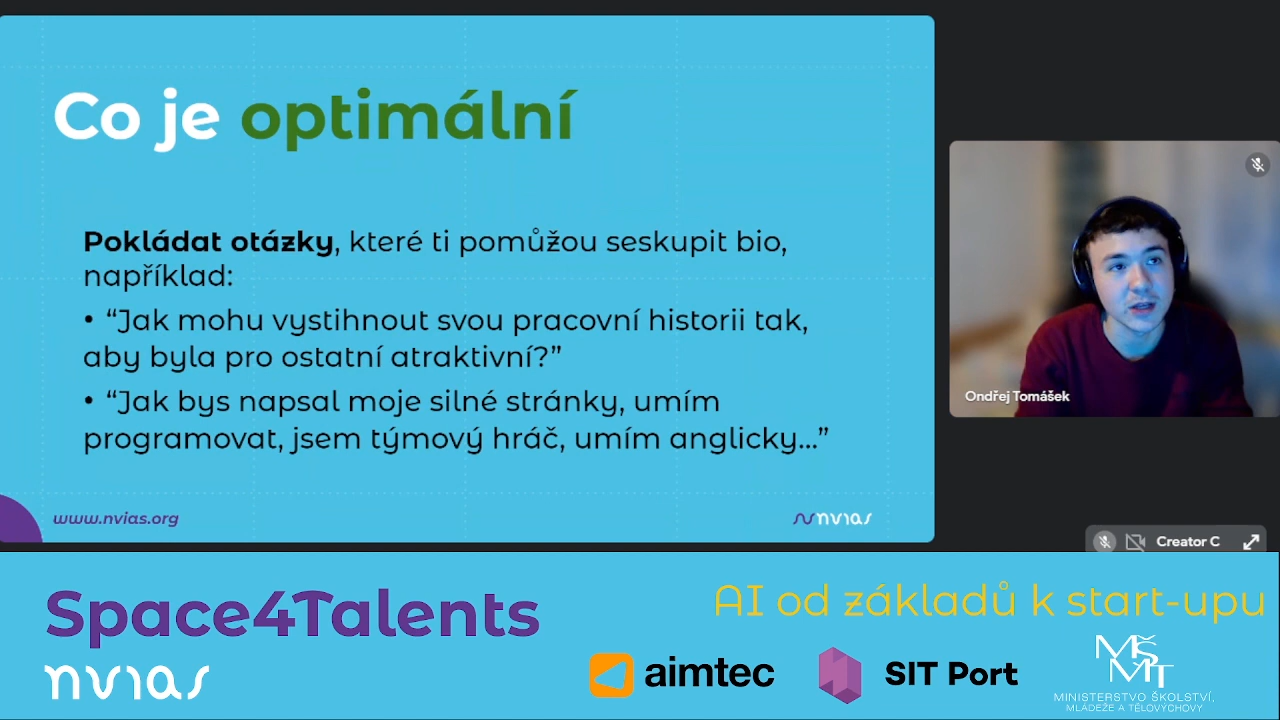 Co je optimální
Pokládat otázky, které ti pomůžou seskupit bio,
například:
• “Jak mohu vystihnout svou pracovní historii tak,
aby byla pro ostatní atraktivní?”
• “Jak bys napsal moje silné stránky, umím
programovat, jsem týmový hráč, umím anglicky...”
www.nvias.org
nvias
Ondřej Tomášek
Creator C
Space4Talents
AI od základů k start-upu
nvias
aimtec
SIT Port
MŠMT
MINISTERSTVO ŠKOLSTVÍ,
MLÁDEŽE A TĚLOVÝCHOVY